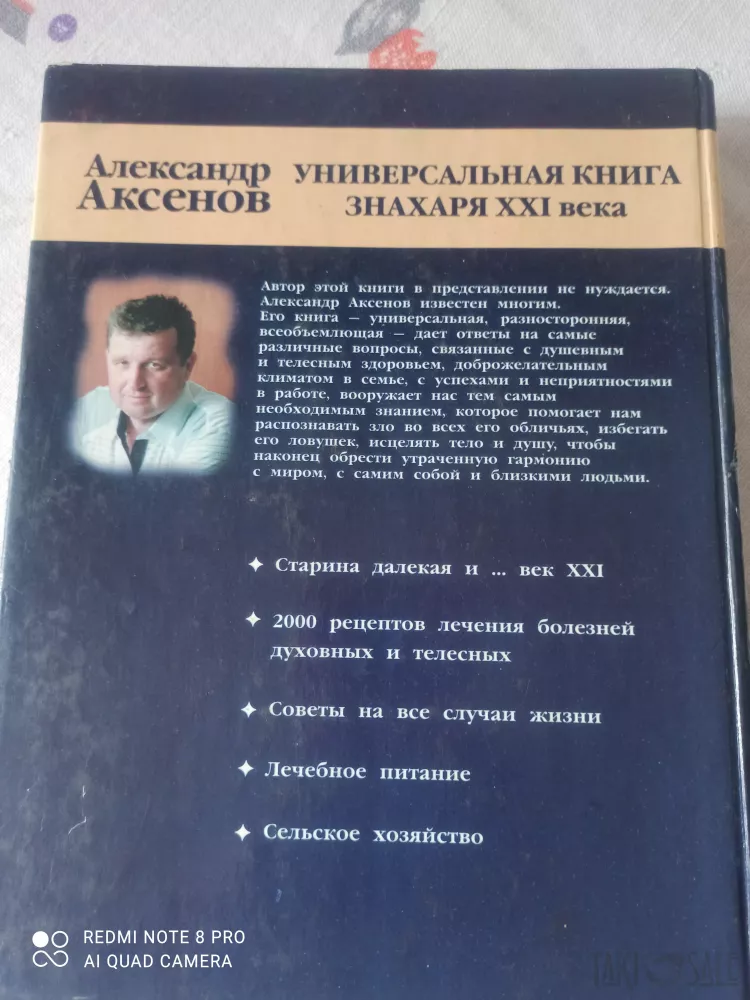 Александр
Аксенов
УНИВЕРСАЛЬНАЯ КНИГА
ЗНАХАРЯ XXI века
Автор этой книги в представлении не нуждается.
Александр Аксенов известен многим.
Его книга — универсальная, разносторонняя,
всеобъемлющая — дает ответы на самые
различные вопросы, связанные с душевным
и телесным здоровьем, доброжелательным
климатом в семье, с успехами и неприятностями
в работе, вооружает нас тем самым
необходимым знанием, которое помогает нам
распознавать зло во всех его обличьях, избегать
его ловушек, исцелять тело и душу, чтобы
наконец обрести утраченную гармонию
с миром, с самим собой и близкими людьми.
Старина далекая и ... век XXI
2000 рецептов лечения болезней
духовных и телесных
Советы на все случаи жизни
Лечебное питание
Сельское хозяйство
REDMI NOTE 8 PRO
AI QUAD CAMERA